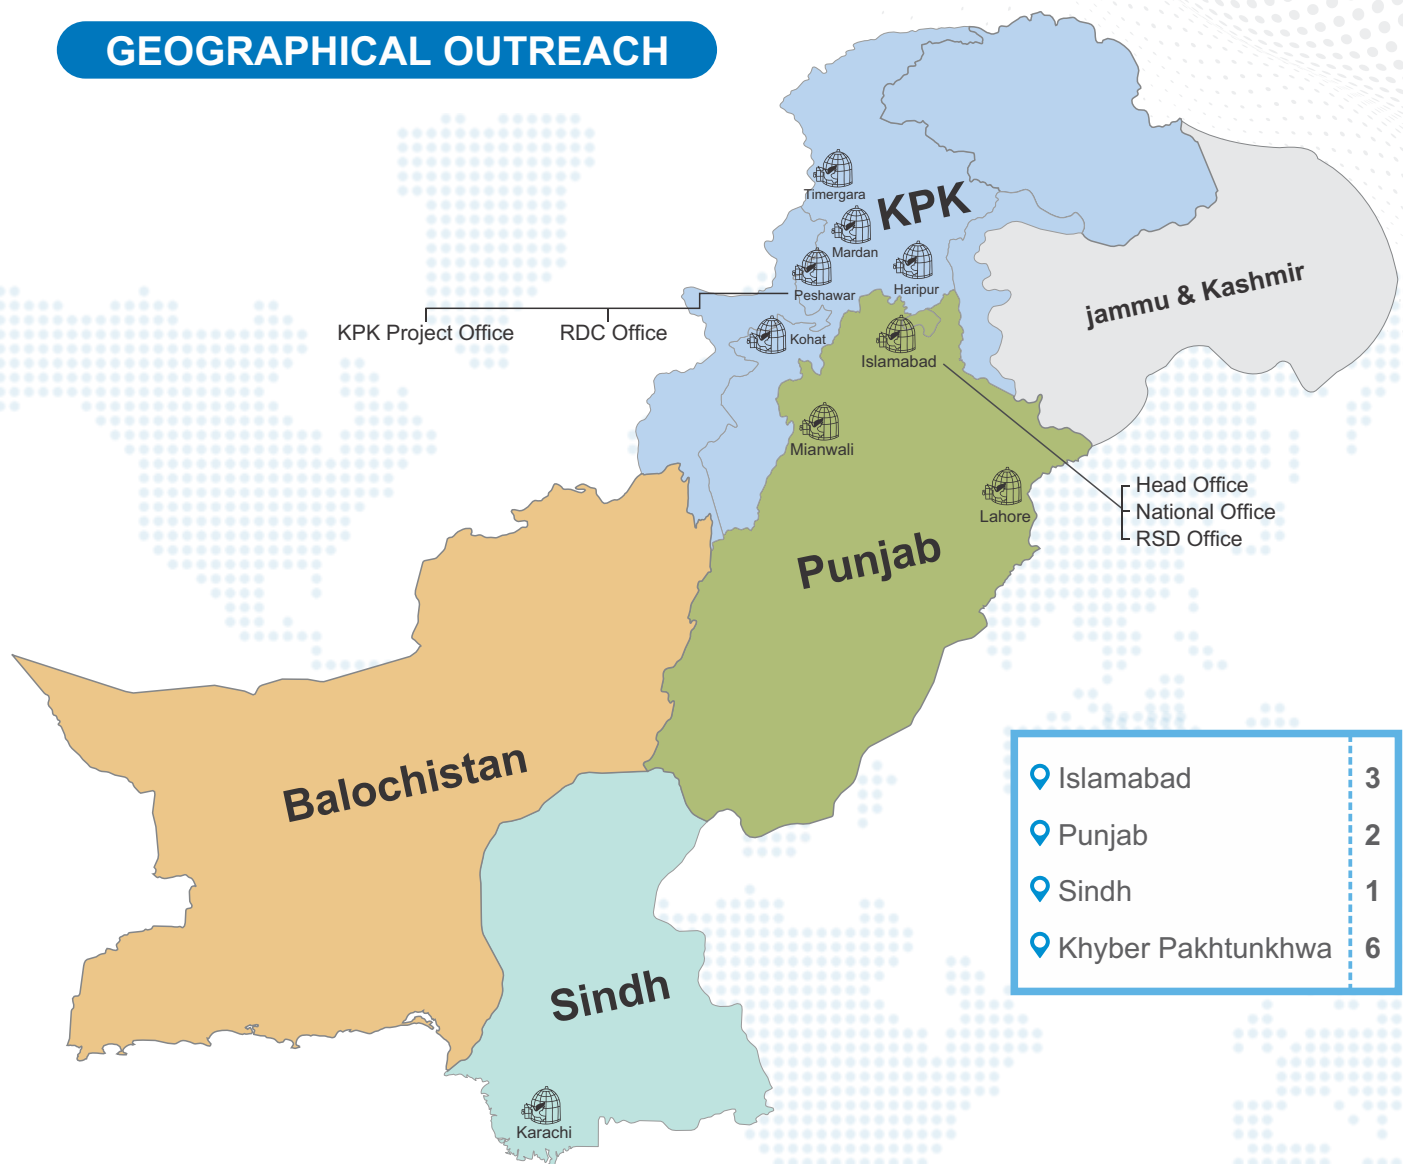 GEOGRAPHICAL OUTREACH
Timergara
KPK
Mardan
Peshawar
Haripur
jammu & Kashmir
KPK Project Office
RDC Office
Kohat
Islamabad
Mianwali
Lahore
Head Office
National Office
RSD Office
Punjab
Balochistan
Sindh
Karachi
Islamabad 3
Punjab 2
Sindh 1
Khyber Pakhtunkhwa 6